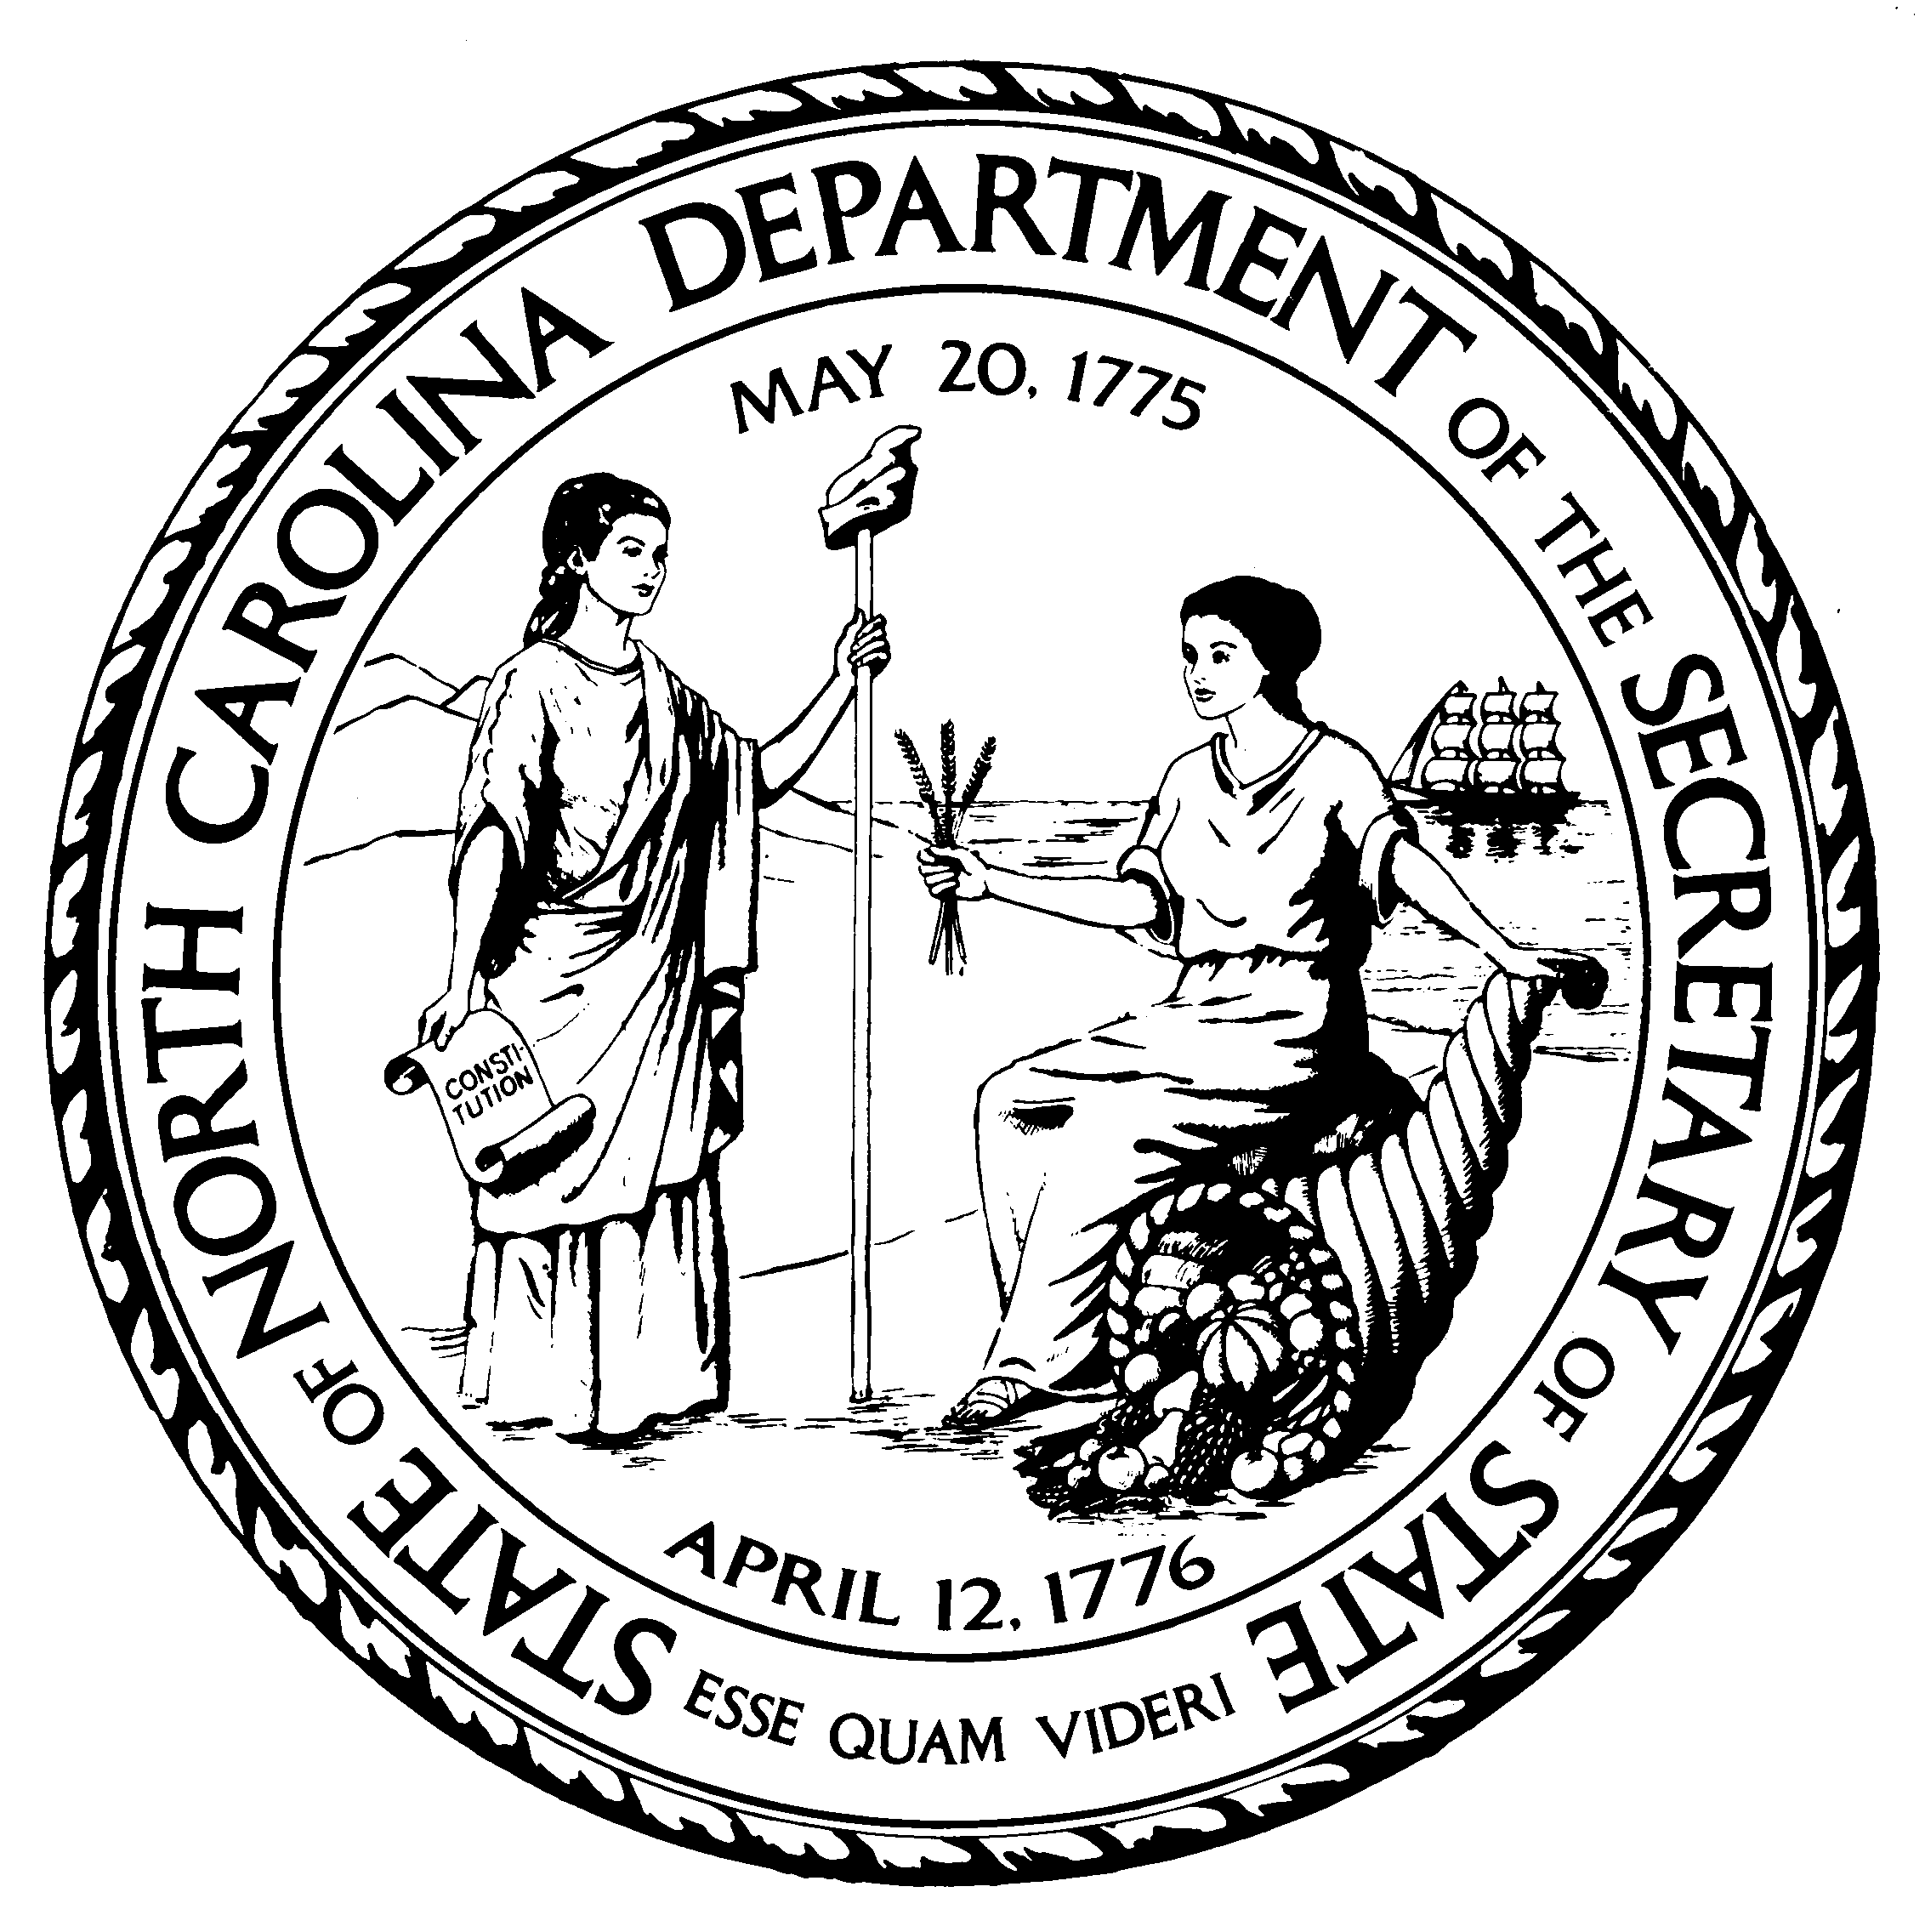 STATE OF NORTH CAROLINA DEPARTMENT OF THE SECRETARY OF STATE
MAY 20, 1775
CONSTI-
TUTION
APRIL 12, 1776
ESSE QUAM VIDERI